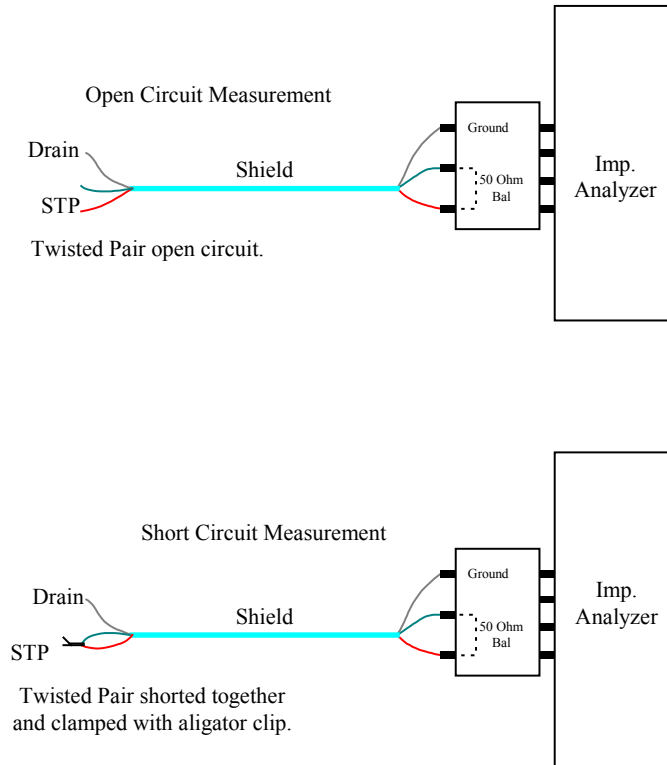 Open Circuit Measurement
Ground
Drain
Shield
50 Ohm
Bal
Imp.
Analyzer
STP
Twisted Pair open circuit.
Short Circuit Measurement
Ground
Drain
Shield
50 Ohm
Bal
Imp.
Analyzer
STP
Twisted Pair shorted together
and clamped with aligator clip.